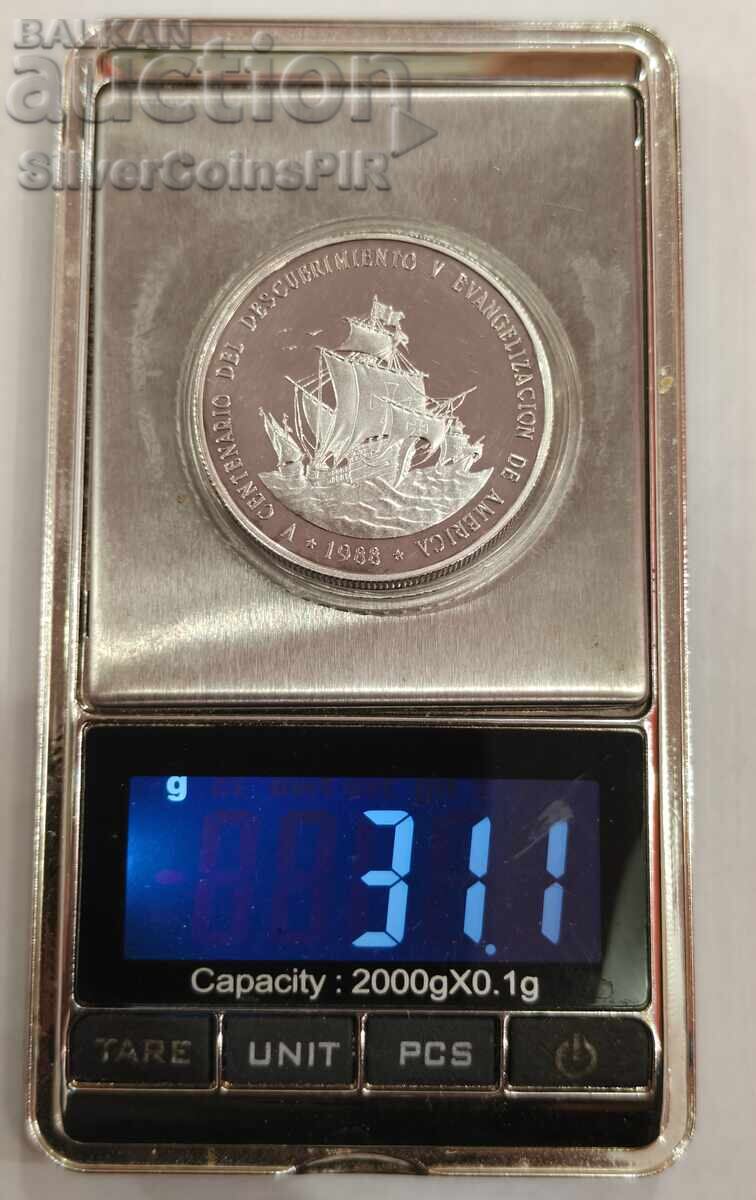 BALKAN
auction
SilverCoinsPIR
V CENTENARIO DEL DESCUBRIMIENTO Y EVANGELIZACION DE AMERICA
* 1988 *
g
31.1
Capacity : 2000gX0.1g
TARE UNIT PCS